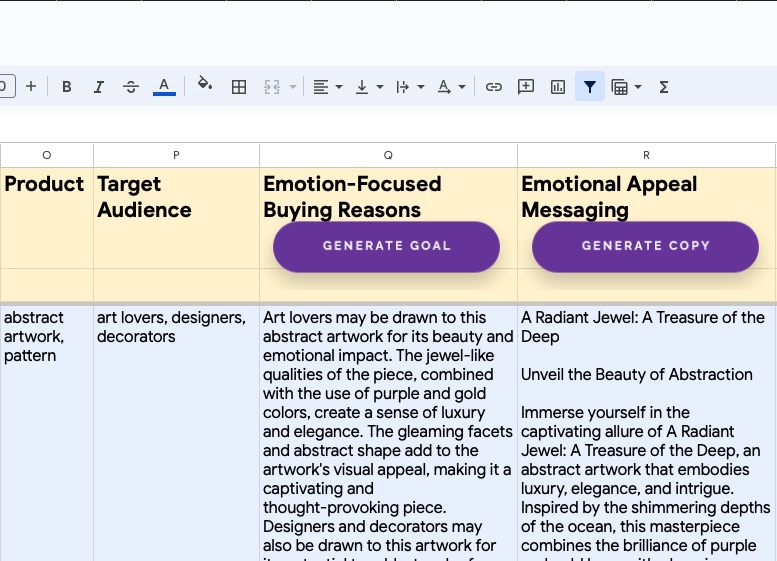 O P Q R
Product
Target
Audience
Emotion-Focused
Buying Reasons
GENERATE GOAL
Emotional Appeal
Messaging
GENERATE COPY
abstract
artwork,
pattern
art lovers, designers,
decorators
Art lovers may be drawn to this
abstract artwork for its beauty and
emotional impact. The jewel-like
qualities of the piece, combined
with the use of purple and gold
colors, create a sense of luxury
and elegance. The gleaming facets
and abstract shape add to the
artwork's visual appeal, making it a
captivating and
thought-provoking piece.
Designers and decorators may
also be drawn to this artwork for
A Radiant Jewel: A Treasure of the
Deep
Unveil the Beauty of Abstraction
Immerse yourself in the
captivating allure of A Radiant
Jewel: A Treasure of the Deep, an
abstract artwork that embodies
luxury, elegance, and intrigue.
Inspired by the shimmering depths
of the ocean, this masterpiece
combines the brilliance of purple